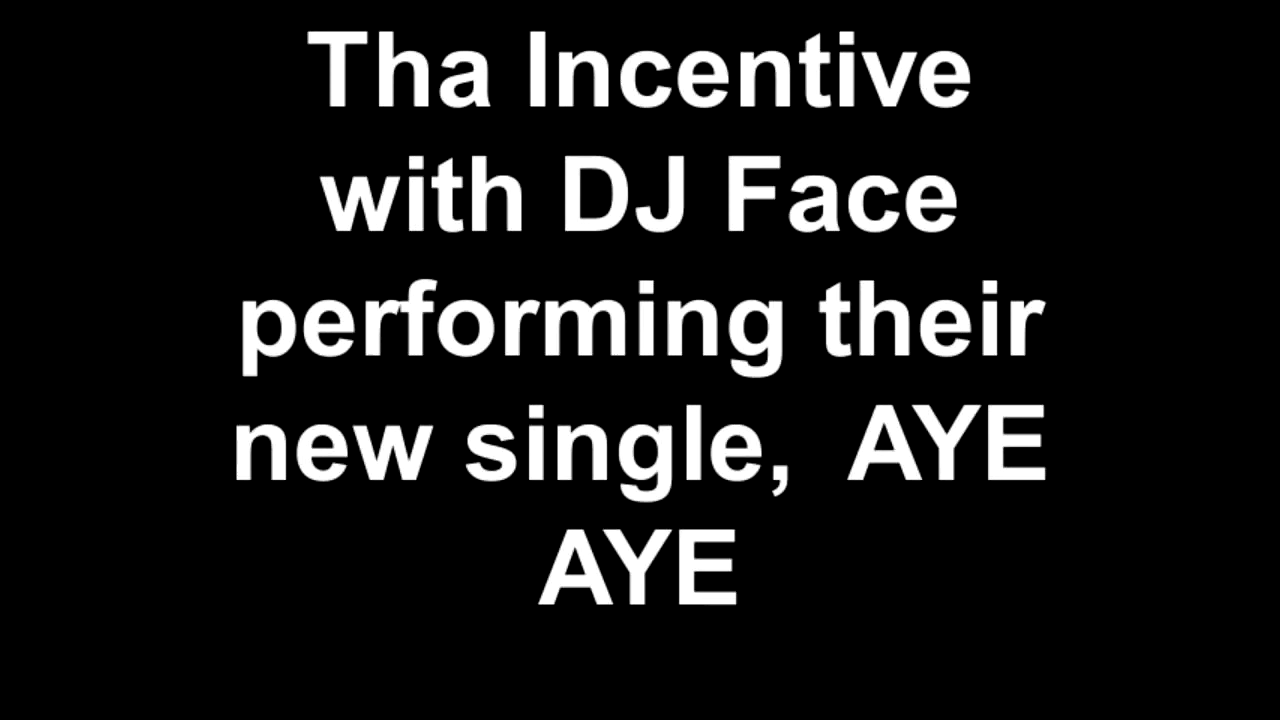 Tha Incentive
with DJ Face
performing their
new single,  AYE
AYE